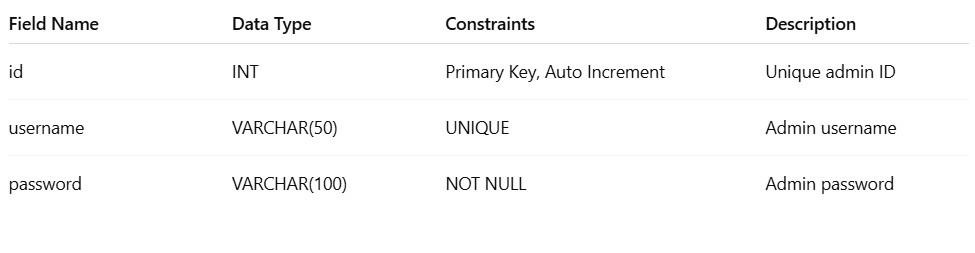 Field Name Data Type Constraints Description
id INT Primary Key, Auto Increment Unique admin ID
username VARCHAR(50) UNIQUE Admin username
password VARCHAR(100) NOT NULL Admin password